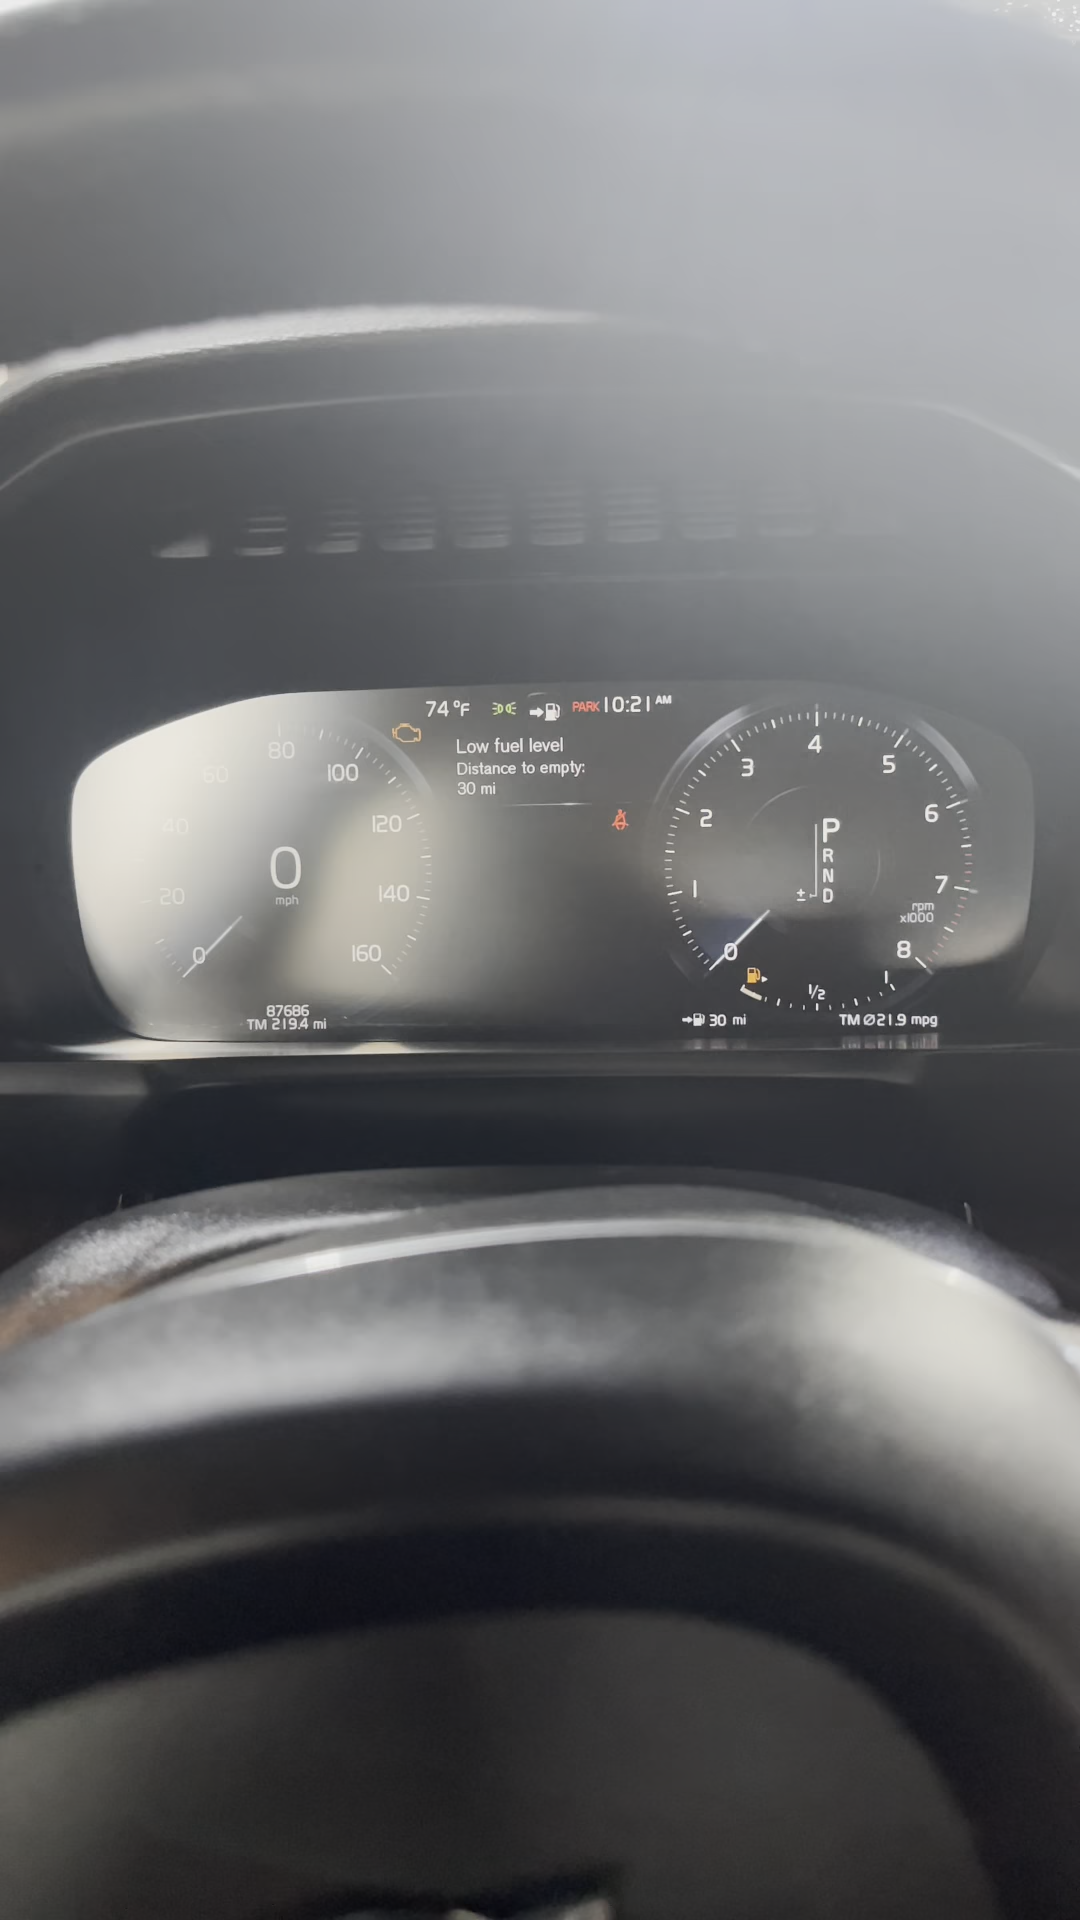 74 °F
PARK 10:21 AM
Low fuel level
Distance to empty:
30 mi
0
20
40
60
80
100
120
140
160
0
mph
87686
TM 219.4 mi
0
1
2
3
4
5
6
7
8
rpm
x1000
P
R
N
± D
1/2
1
30 mi
TM Ø21.9 mpg